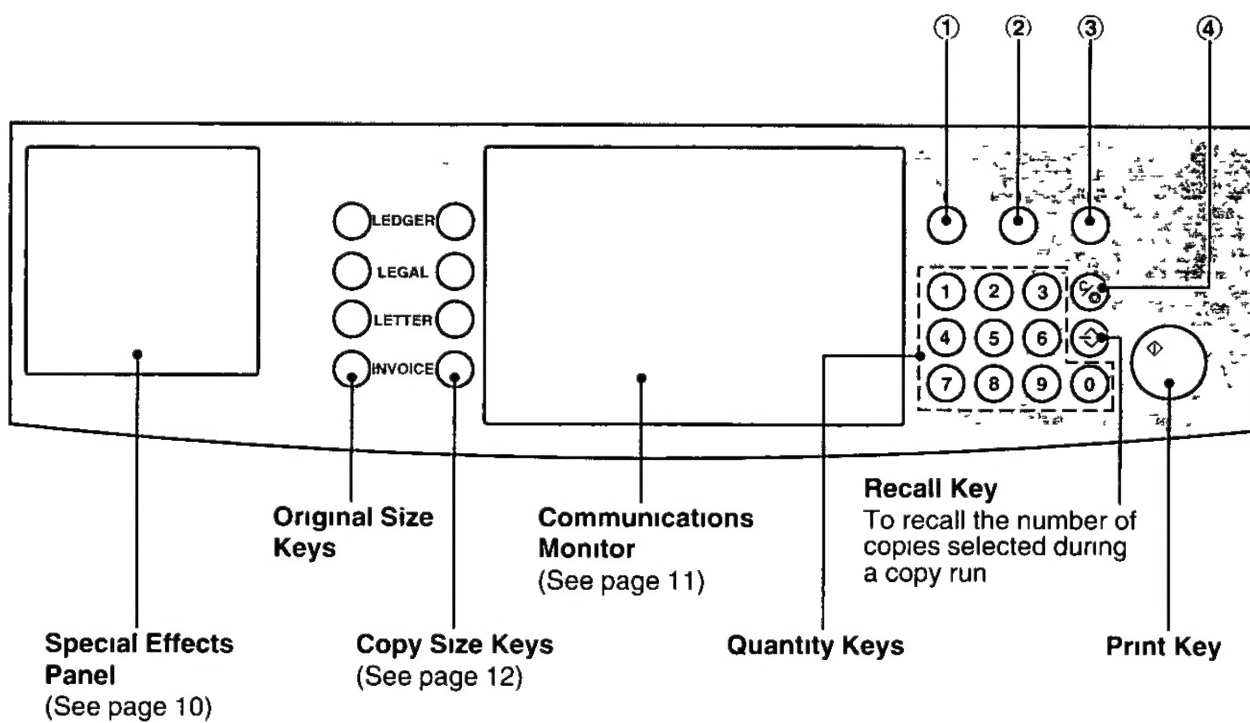 ① ② ③ ④
LEDGER
LEGAL
LETTER
INVOICE
1 2 3 C/
4 5 6
7 8 9 0
Original Size
Keys
Communications
Monitor
(See page 11)
Recall Key
To recall the number of
copies selected during
a copy run
Special Effects
Panel
(See page 10)
Copy Size Keys
(See page 12)
Quantity Keys
Print Key